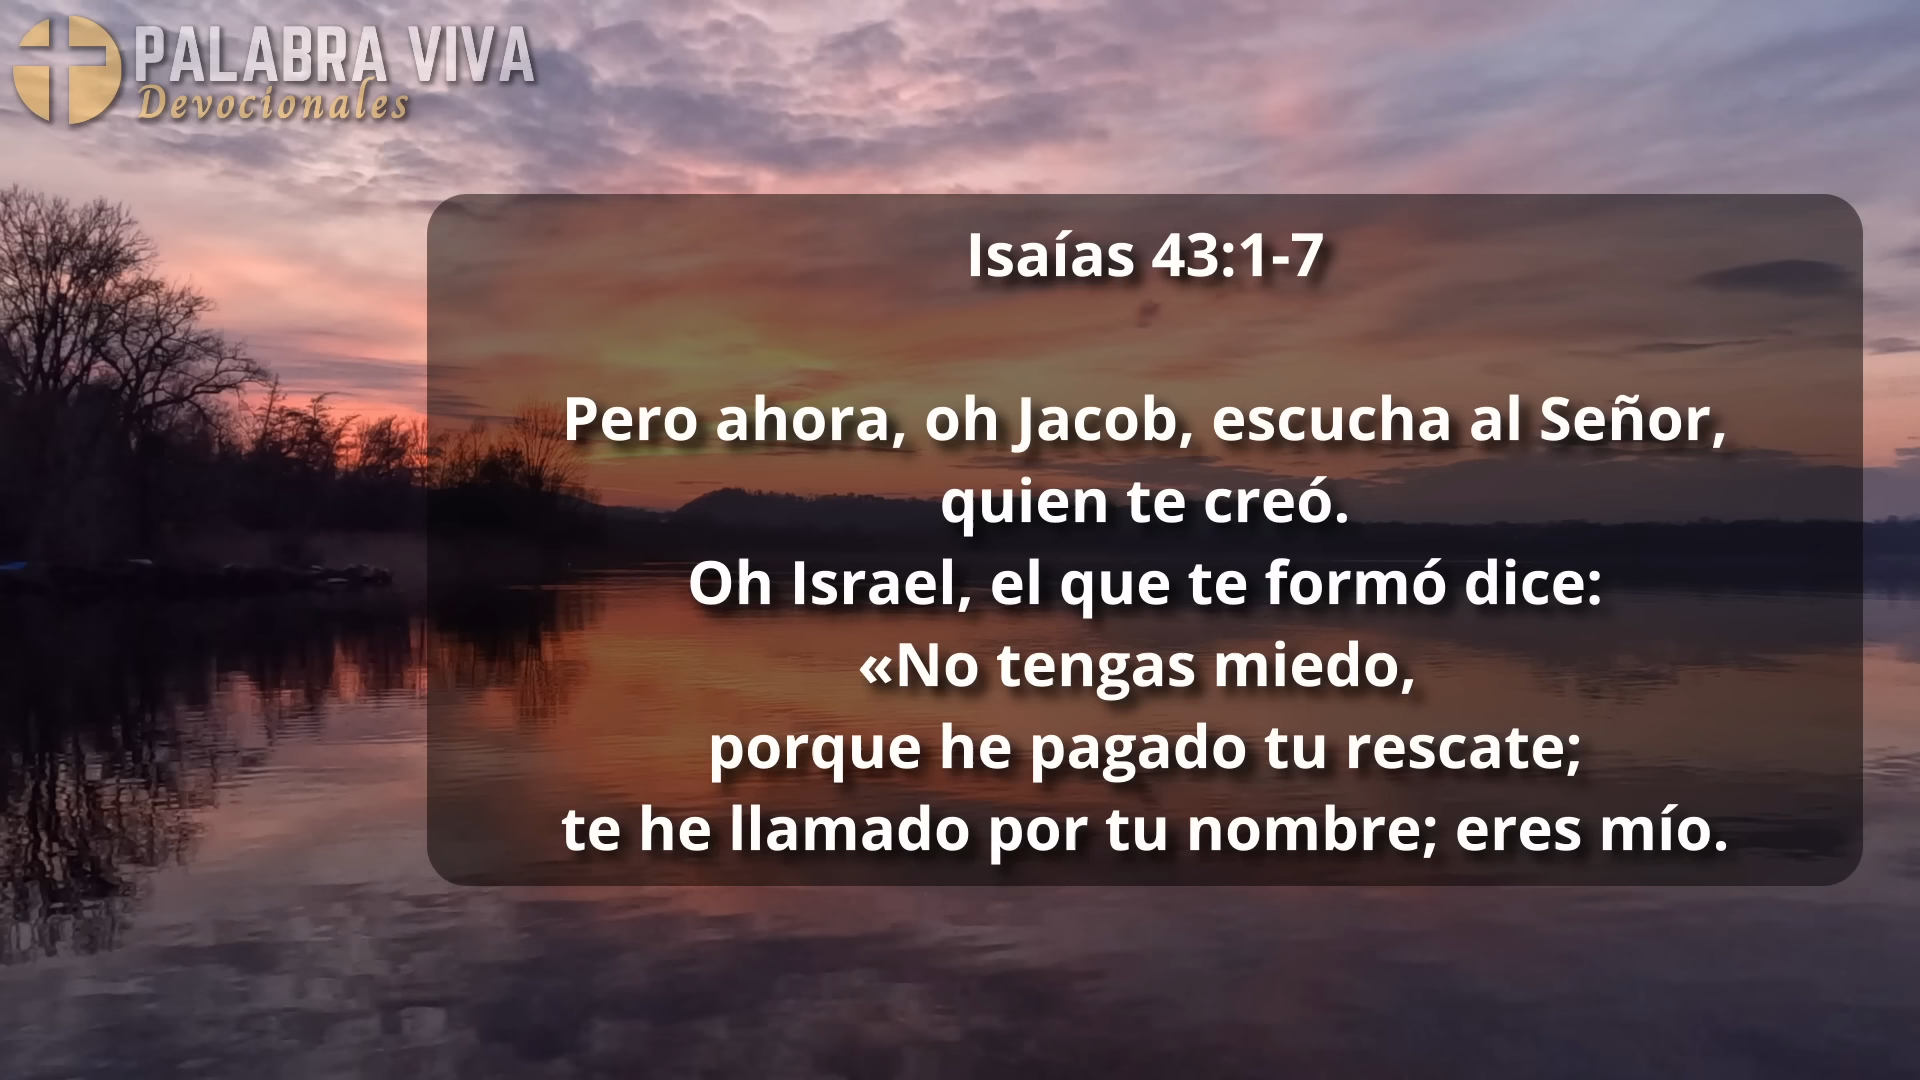 PALABRA VIVA
Devocionales
Isaías 43:1-7
Pero ahora, oh Jacob, escucha al Señor,
quien te creó.
Oh Israel, el que te formó dice:
«No tengas miedo,
porque he pagado tu rescate;
te he llamado por tu nombre; eres mío.